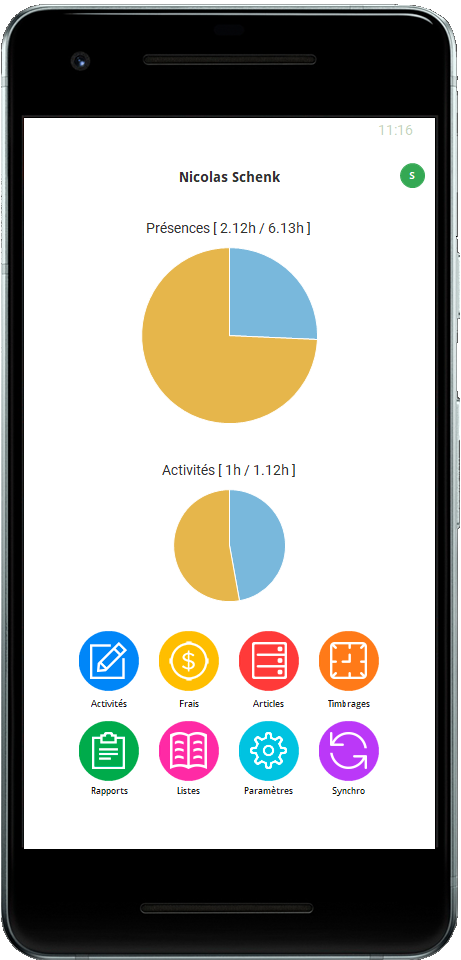 11:16
Nicolas Schenk
S
Présences [ 2.12h / 6.13h ]
Activités [ 1h / 1.12h ]
Activités Frais Articles Timbrages
Rapports Listes Paramètres Synchro